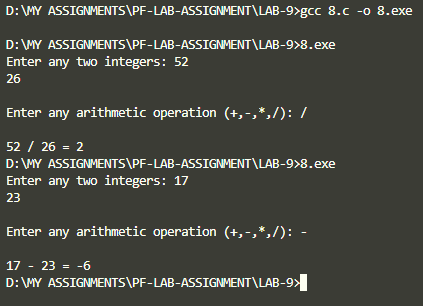 D:\MY ASSIGNMENTS\PF-LAB-ASSIGNMENT\LAB-9>gcc 8.c -o 8.exe
D:\MY ASSIGNMENTS\PF-LAB-ASSIGNMENT\LAB-9>8.exe
Enter any two integers: 52
26
Enter any arithmetic operation (+,-,*,/): /
52 / 26 = 2
D:\MY ASSIGNMENTS\PF-LAB-ASSIGNMENT\LAB-9>8.exe
Enter any two integers: 17
23
Enter any arithmetic operation (+,-,*,/): -
17 - 23 = -6
D:\MY ASSIGNMENTS\PF-LAB-ASSIGNMENT\LAB-9>